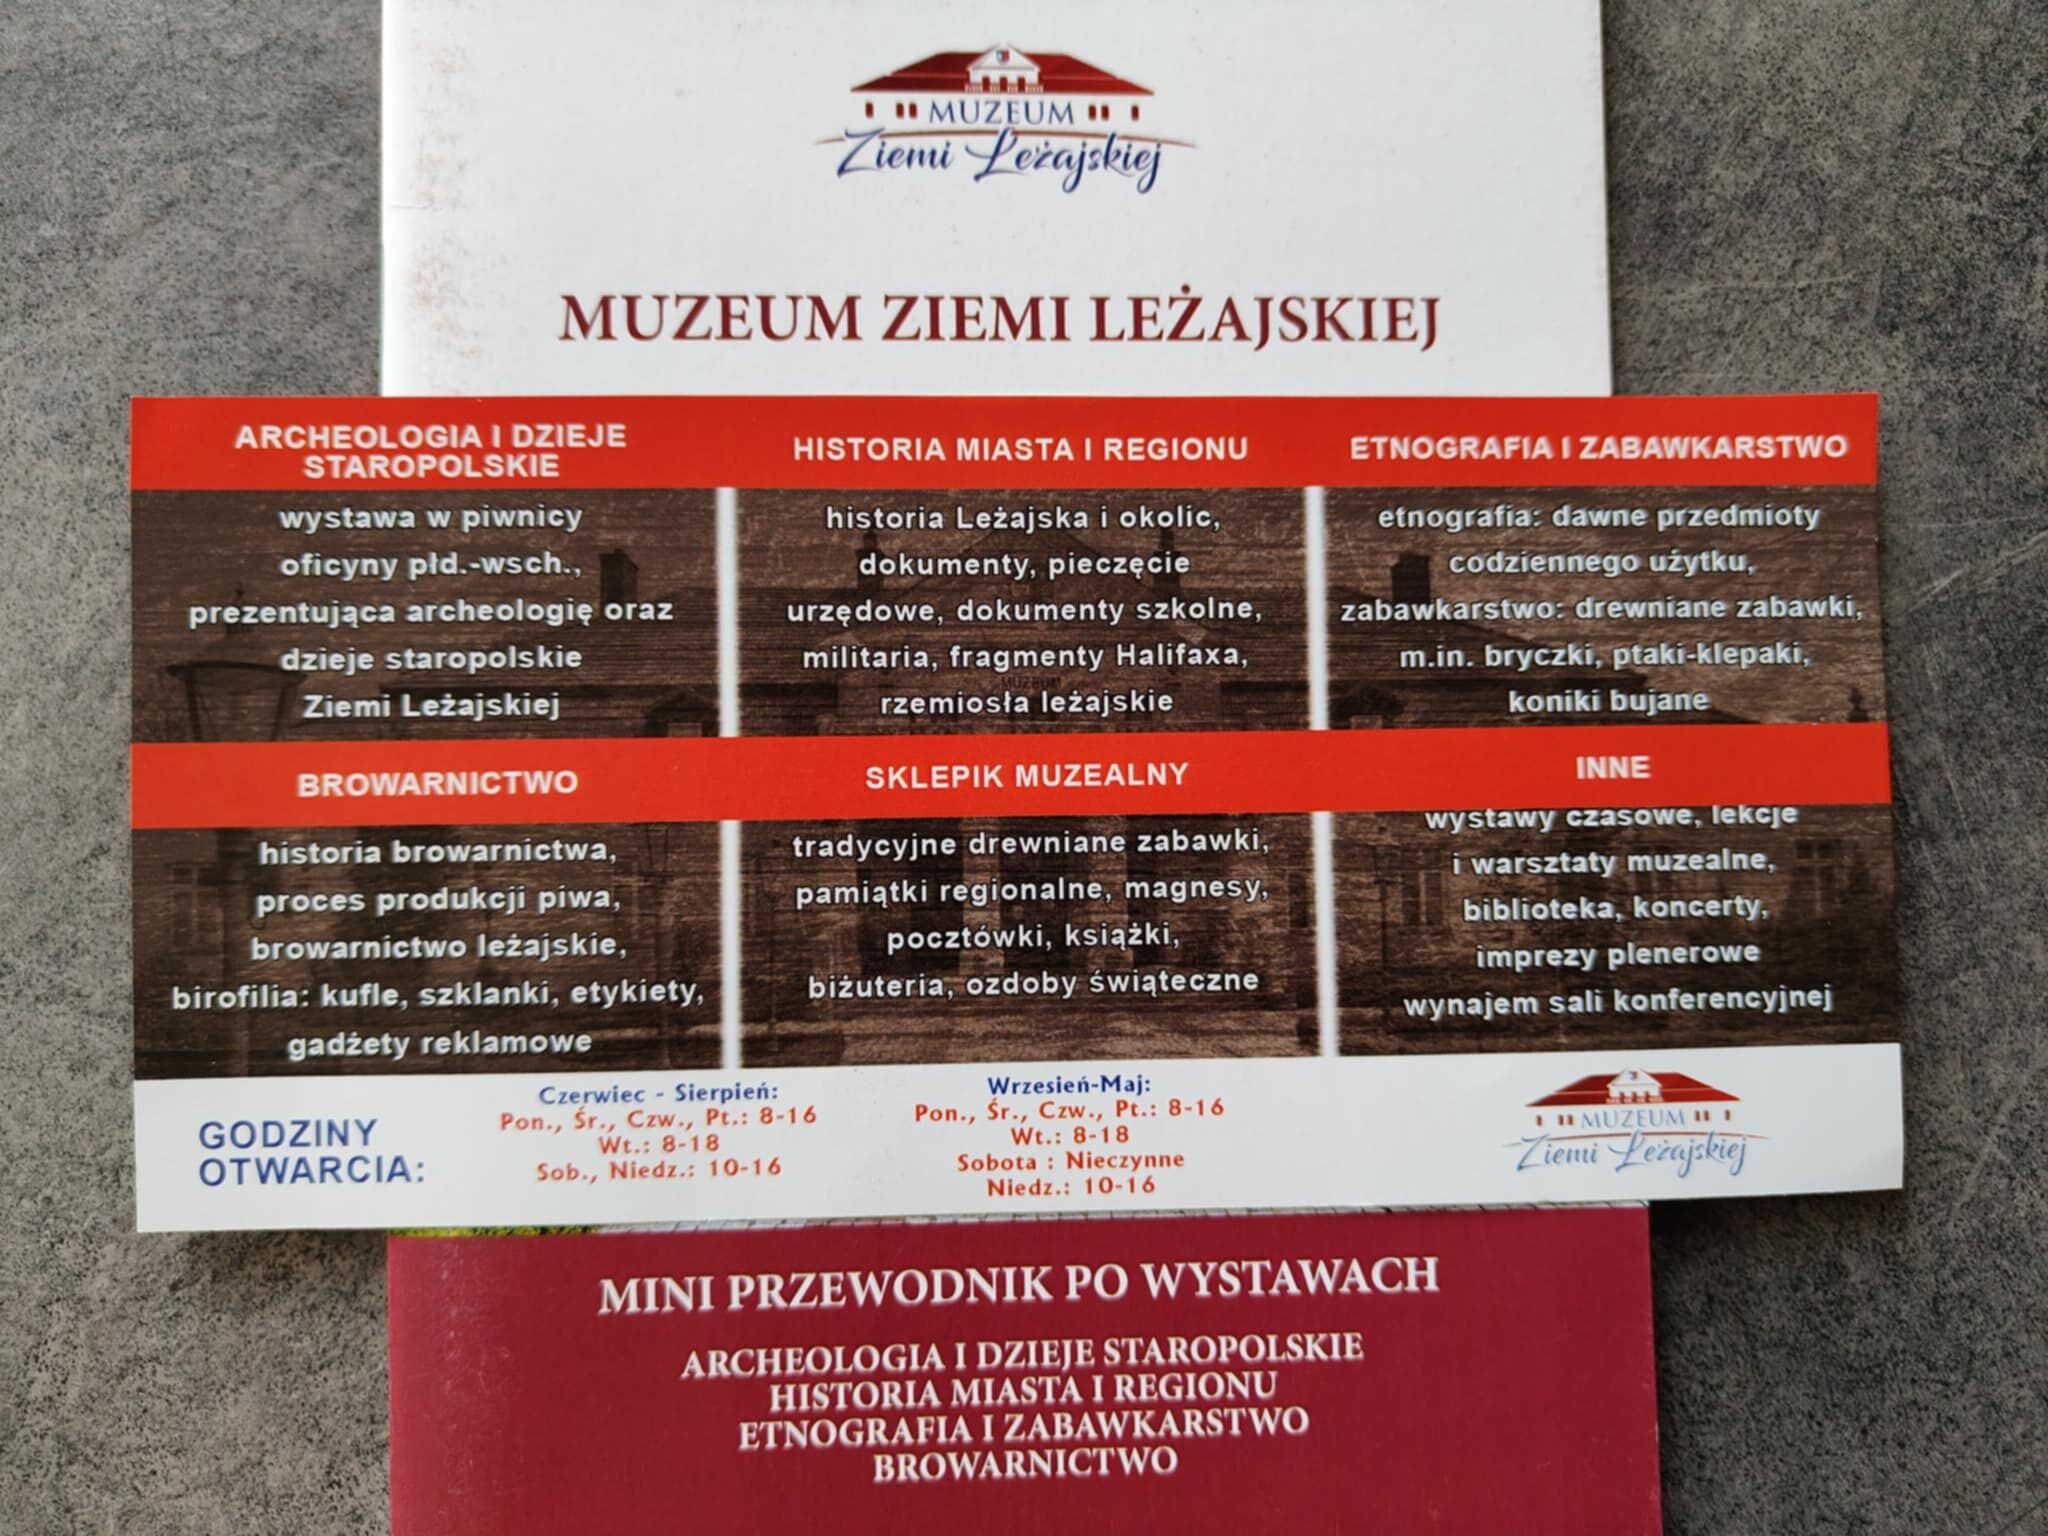 MUZEUM
Ziemi Leżajskiej
MUZEUM ZIEMI LEŻAJSKIEJ
ARCHEOLOGIA I DZIEJE
STAROPOLSKIE
wystawa w piwnicy
oficyny płd.-wsch.,
prezentująca archeologię oraz
dzieje staropolskie
Ziemi Leżajskiej
HISTORIA MIASTA I REGIONU
historia Leżajska i okolic,
dokumenty, pieczęcie
urzędowe, dokumenty szkolne,
militaria, fragmenty Halifaxa,
rzemiosła leżajskie
ETNOGRAFIA I ZABAWKARSTWO
etnografia: dawne przedmioty
codziennego użytku,
zabawkarstwo: drewniane zabawki,
m.in. bryczki, ptaki-klepaki,
koniki bujane
BROWARNICTWO
historia browarnictwa,
proces produkcji piwa,
browarnictwo leżajskie,
birofilia: kufle, szklanki, etykiety,
gadżety reklamowe
SKLEPIK MUZEALNY
tradycyjne drewniane zabawki,
pamiątki regionalne, magnesy,
pocztówki, książki,
biżuteria, ozdoby świąteczne
INNE
wystawy czasowe, lekcje
i warsztaty muzealne,
biblioteka, koncerty,
imprezy plenerowe
wynajem sali konferencyjnej
GODZINY
OTWARCIA:
Czerwiec - Sierpień:
Pon., Śr., Czw., Pt.: 8-16
Wt.: 8-18
Sob., Niedz.: 10-16
Wrzesień-Maj:
Pon., Śr., Czw., Pt.: 8-16
Wt.: 8-18
Sobota : Nieczynne
Niedz.: 10-16
MUZEUM
Ziemi Leżajskiej
MINI PRZEWODNIK PO WYSTAWACH
ARCHEOLOGIA I DZIEJE STAROPOLSKIE
HISTORIA MIASTA I REGIONU
ETNOGRAFIA I ZABAWKARSTWO
BROWARNICTWO